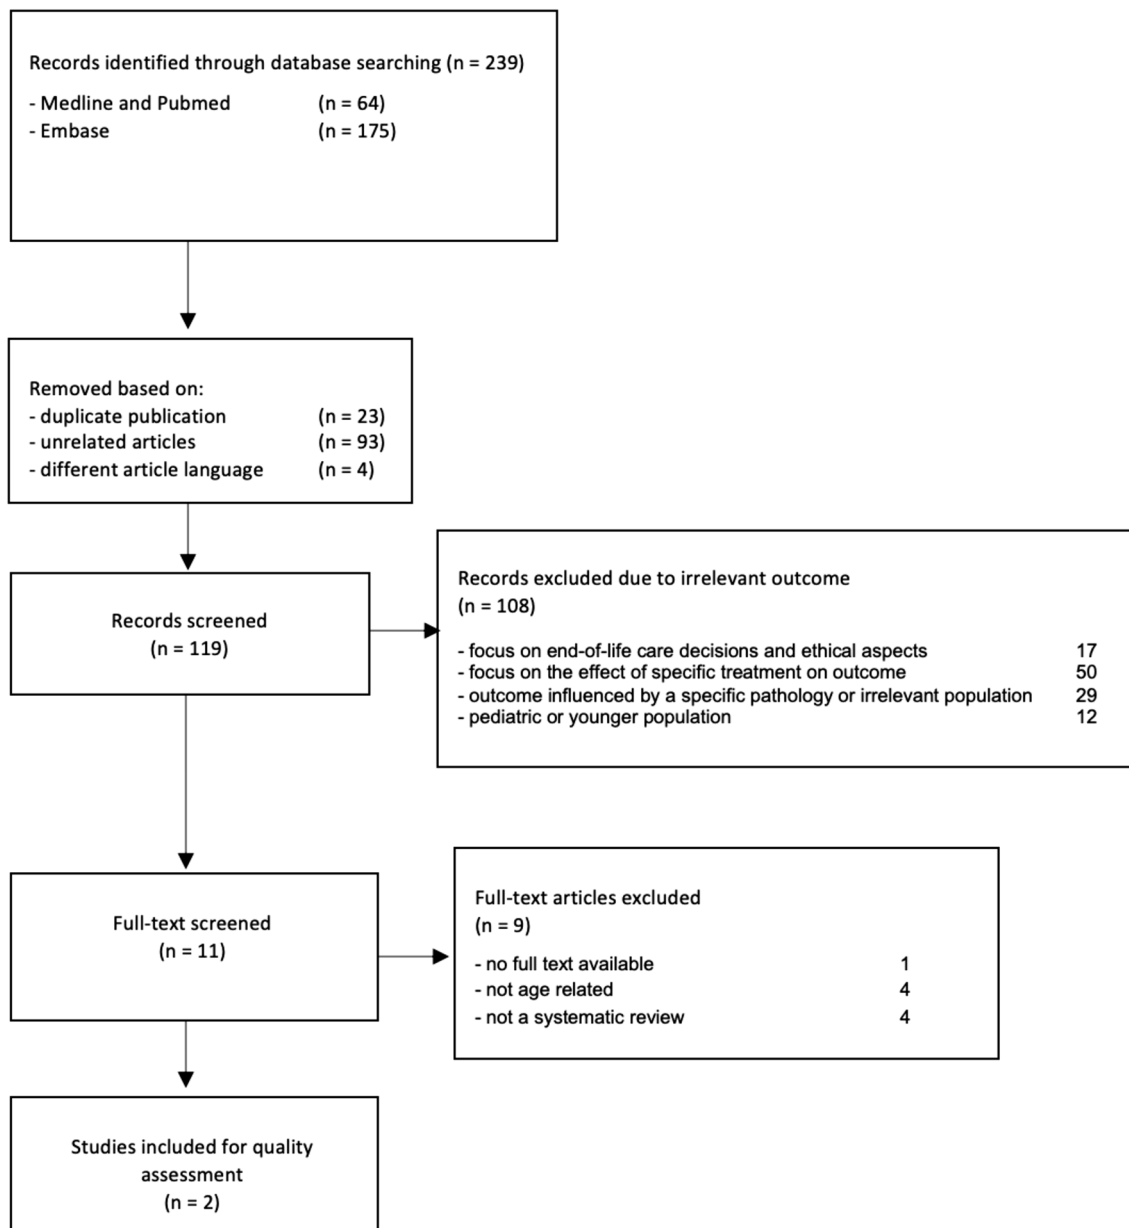 Records identified through database searching (n = 239)
- Medline and Pubmed (n = 64)
- Embase (n = 175)
Removed based on:
- duplicate publication (n = 23)
- unrelated articles (n = 93)
- different article language (n = 4)
Records screened
(n = 119)
Records excluded due to irrelevant outcome
(n = 108)
- focus on end-of-life care decisions and ethical aspects 17
- focus on the effect of specific treatment on outcome 50
- outcome influenced by a specific pathology or irrelevant population 29
- pediatric or younger population 12
Full-text screened
(n = 11)
Full-text articles excluded
(n = 9)
- no full text available 1
- not age related 4
- not a systematic review 4
Studies included for quality
assessment
(n = 2)